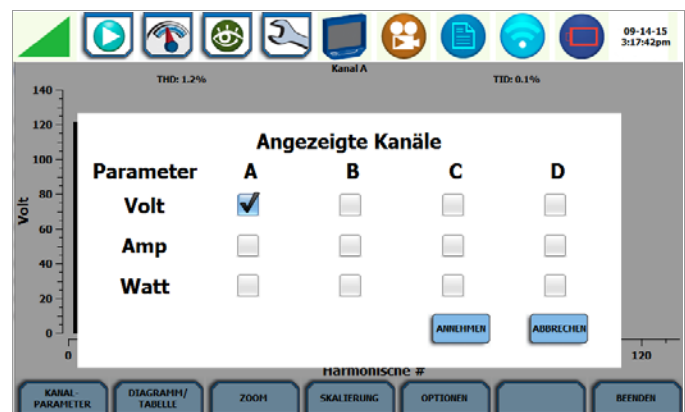 09-14-15
3:17:42pm
Kanal A
THD: 1.2%
TID: 0.1%
140
120
100
80
60
40
20
0
Volt
Angezeigte Kanäle
Parameter A B C D
Volt
Amp
Watt
ANNEHMEN ABBRECHEN
0 120
Harmonische #
KANAL-
PARAMETER
DIAGRAMM/
TABELLE
ZOOM
SKALIERUNG
OPTIONEN
BEENDEN